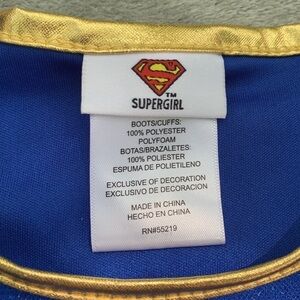 S
TM
SUPERGIRL
BOOTS/CUFFS:
100% POLYESTER
POLYFOAM
BOTAS/BRAZALETES:
100% POLIESTER
ESPUMA DE POLIETILENO
EXCLUSIVE OF DECORATION
EXCLUSIVO DE DECORACION
MADE IN CHINA
HECHO EN CHINA
RN#55219